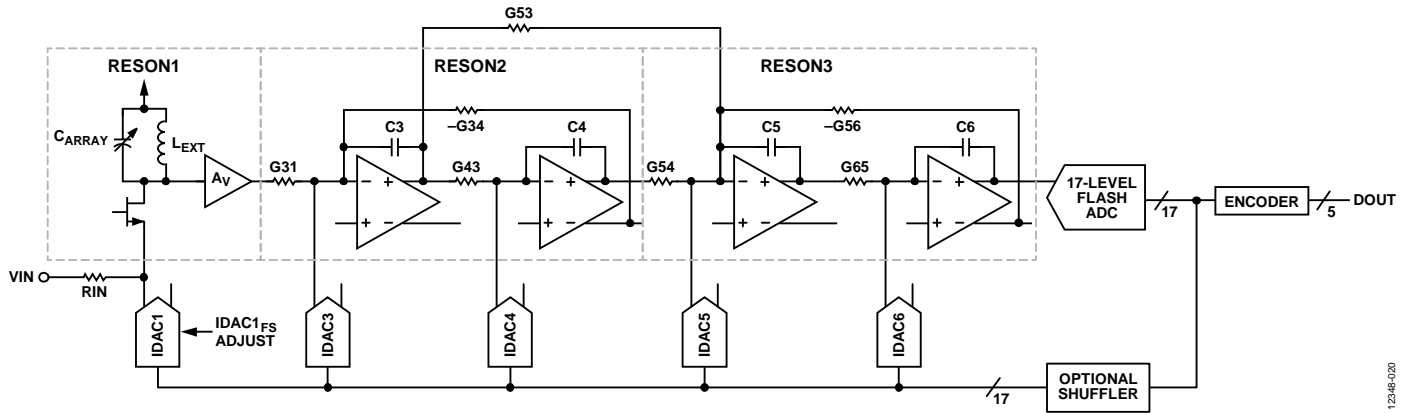 G53
RESON1
RESON2
RESON3
CARRAY
LEXT
AV
G31
–G34
C3
G43
C4
G54
–G56
C5
G65
C6
–
+
+
–
–
+
+
–
–
+
+
–
–
+
+
–
17-LEVEL
FLASH
ADC
17
ENCODER
5
DOUT
VIN
RIN
IDAC1
IDAC1FS
ADJUST
IDAC3
IDAC4
IDAC5
IDAC6
17
OPTIONAL
SHUFFLER
12348-020